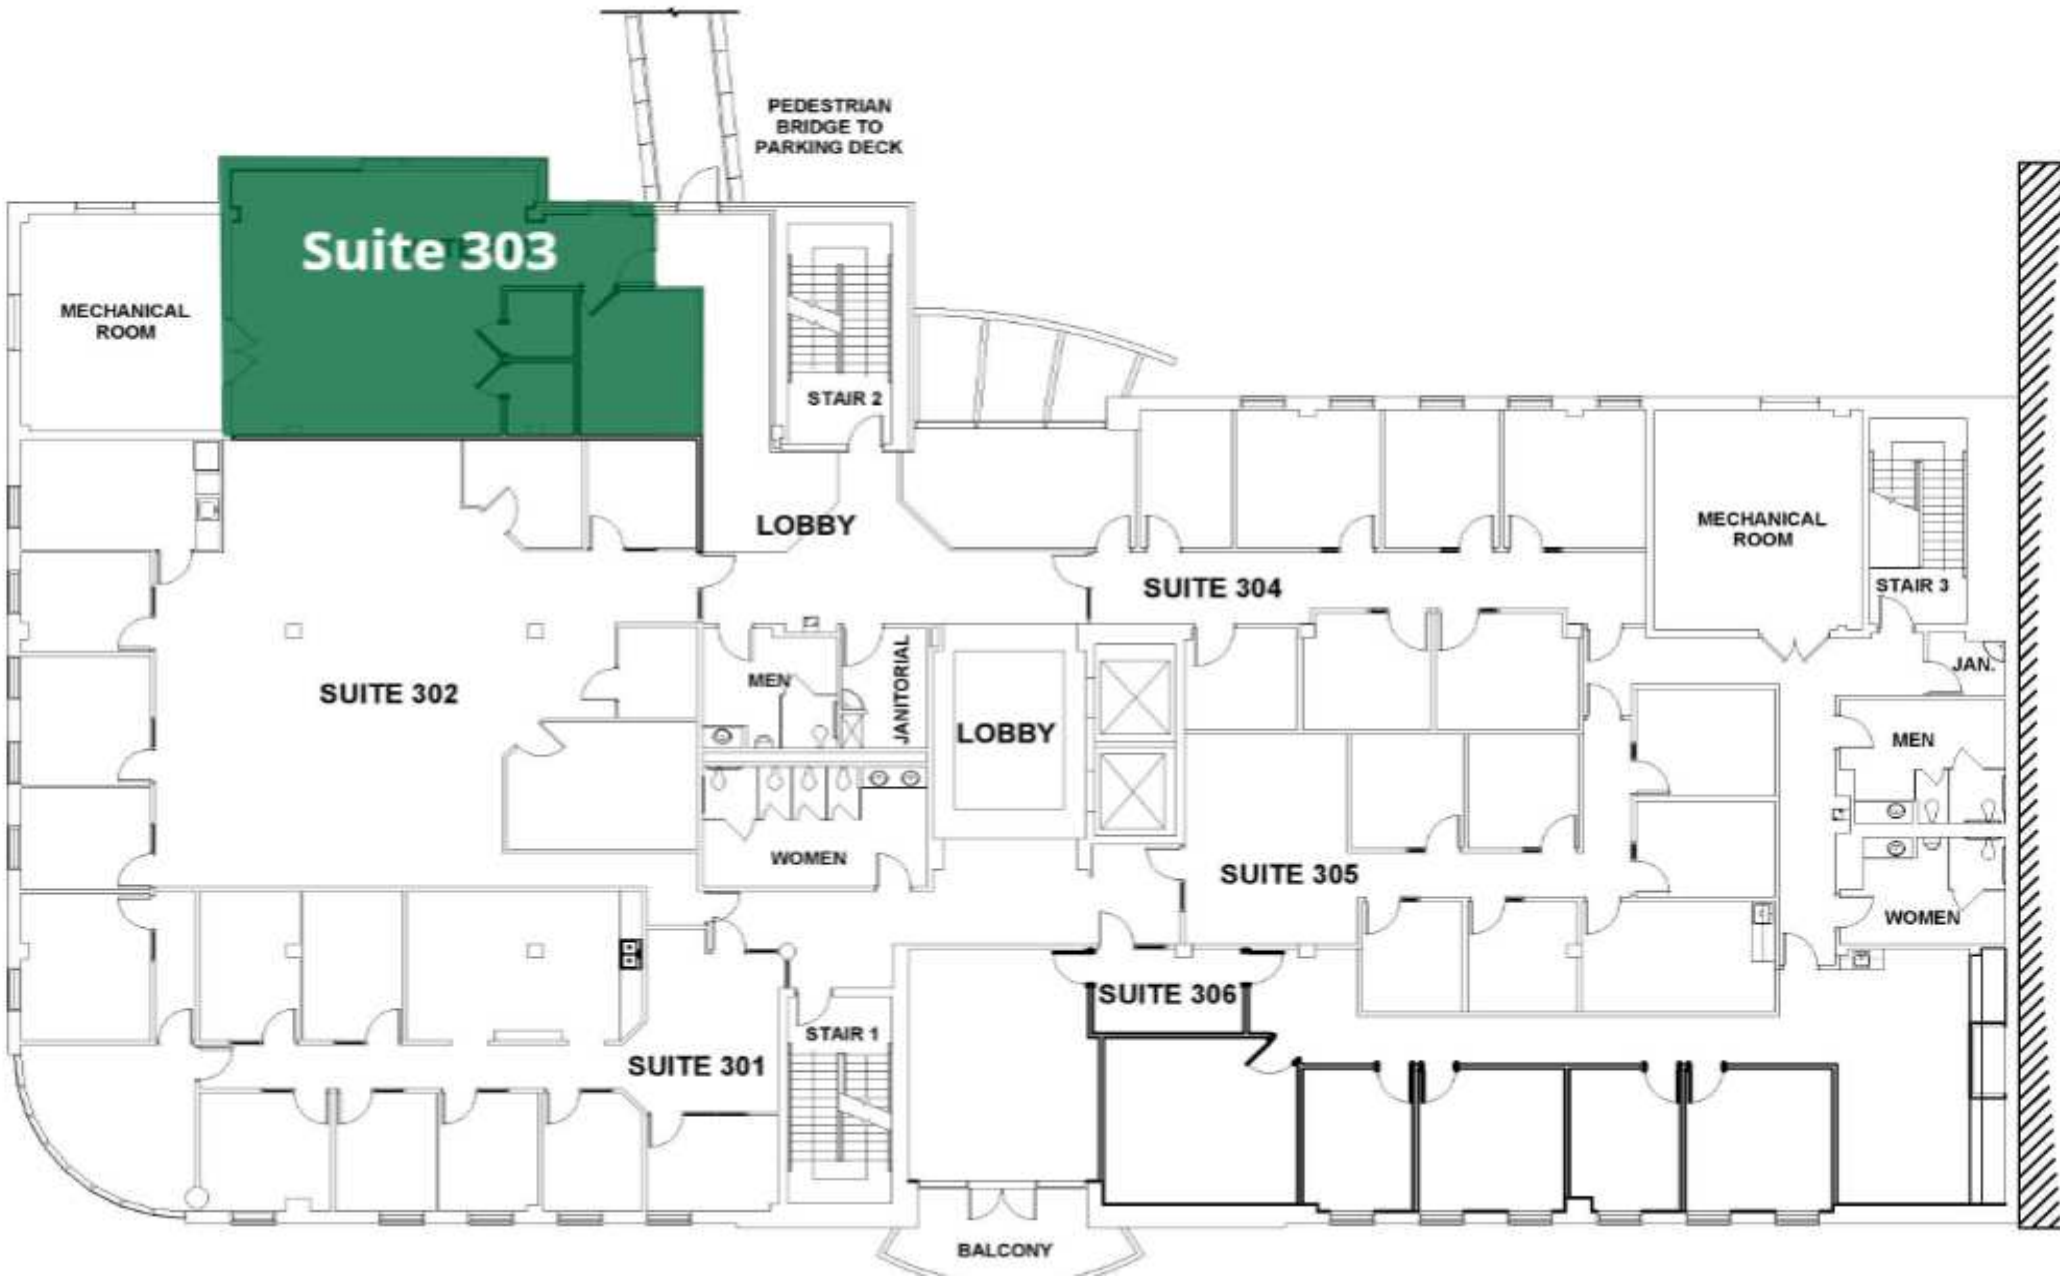 PEDESTRIAN
BRIDGE TO
PARKING DECK
Suite 303
MECHANICAL
ROOM
STAIR 2
LOBBY
MECHANICAL
ROOM
SUITE 304
STAIR 3
JAN.
SUITE 302
MEN
JANITORIAL
LOBBY
MEN
WOMEN
SUITE 305
WOMEN
SUITE 306
STAIR 1
SUITE 301
BALCONY